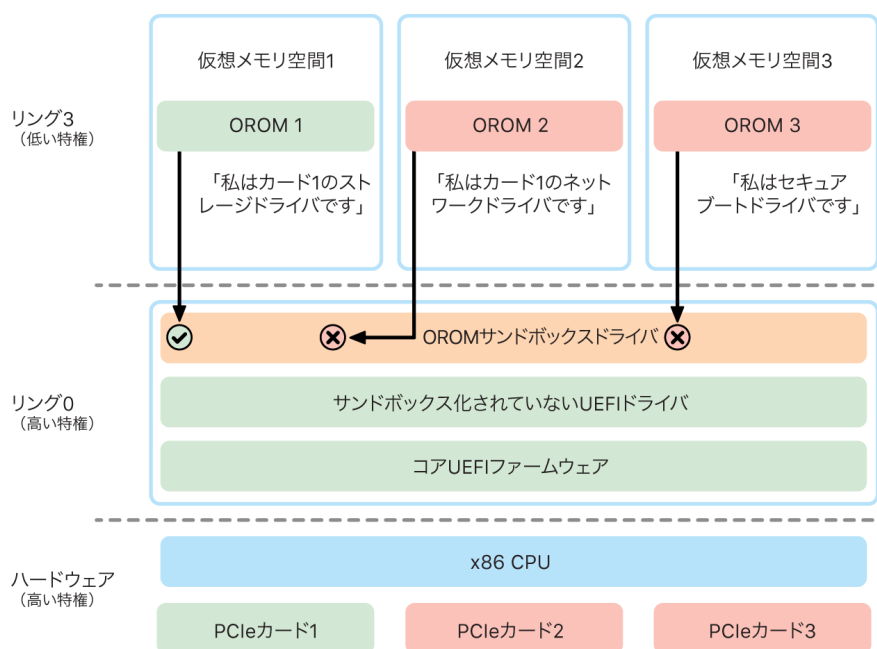 仮想メモリ空間1
仮想メモリ空間2
仮想メモリ空間3
リング3
（低い特権）
OROM 1
OROM 2
OROM 3
「私はカード1のスト
レージドライバです」
「私はカード1のネット
ワークドライバです」
「私はセキュア
ブートドライバです」
OROMサンドボックスドライバ
リング0
（高い特権）
サンドボックス化されていないUEFIドライバ
コアUEFIファームウェア
ハードウェア
（高い特権）
x86 CPU
PCIeカード1
PCIeカード2
PCIeカード3